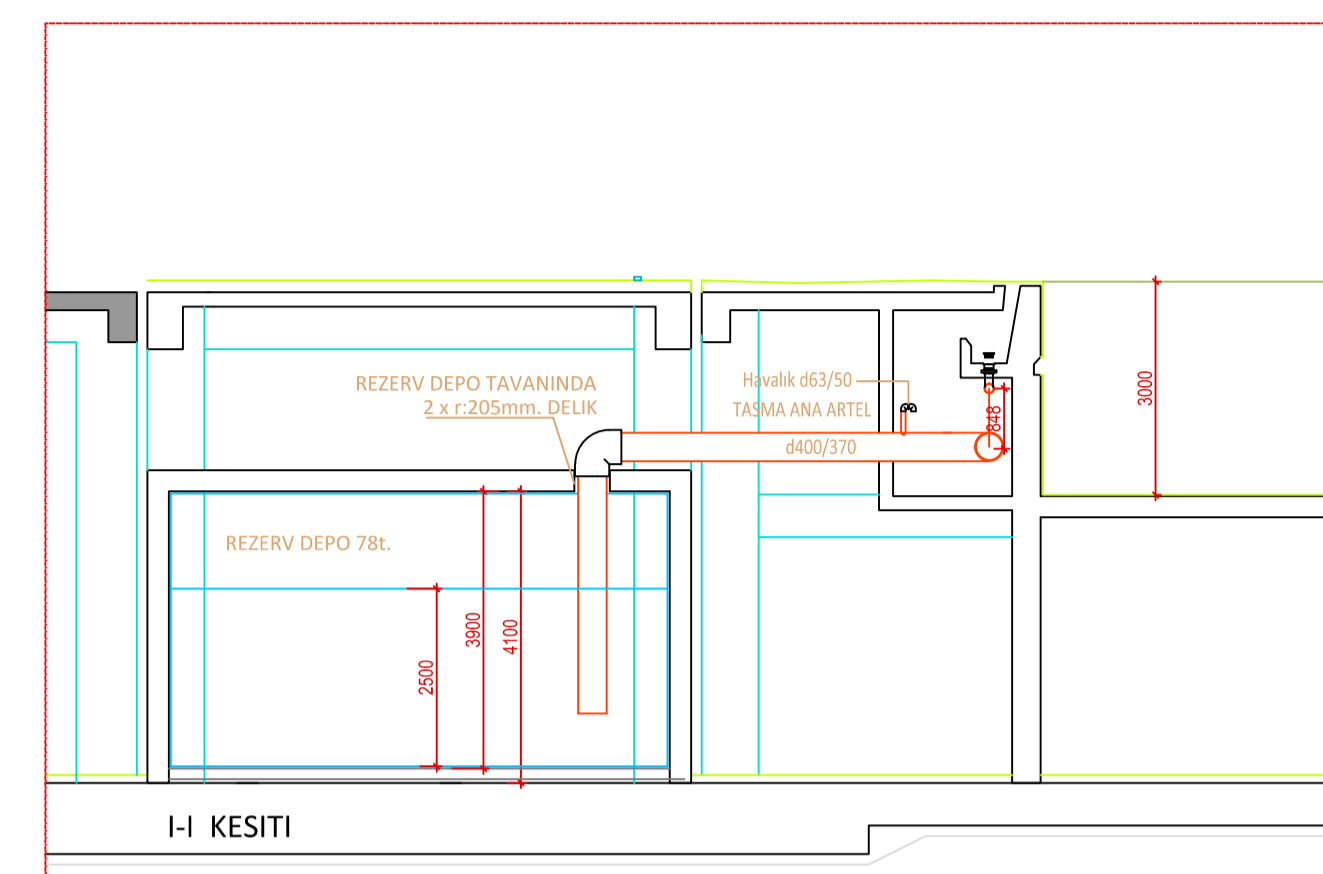 REZERV DEPO TAVANINDA
2 x r:205mm. DELIK
Havalık d63/50
TASMA ANA ARTEL
d400/370
848
3000
REZERV DEPO 78t.
2500
3900
4100
I-I KESITI